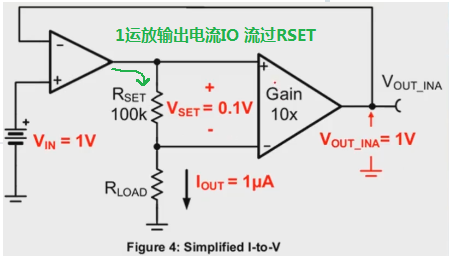 1运放输出电流IO 流过RSET
−
+
+
VIN = 1V
RSET
100k
+
VSET = 0.1V
-
+
Gain
10x
−
VOUT_INA
VOUT_INA = 1V
RLOAD
IOUT = 1µA
Figure 4: Simplified I-to-V